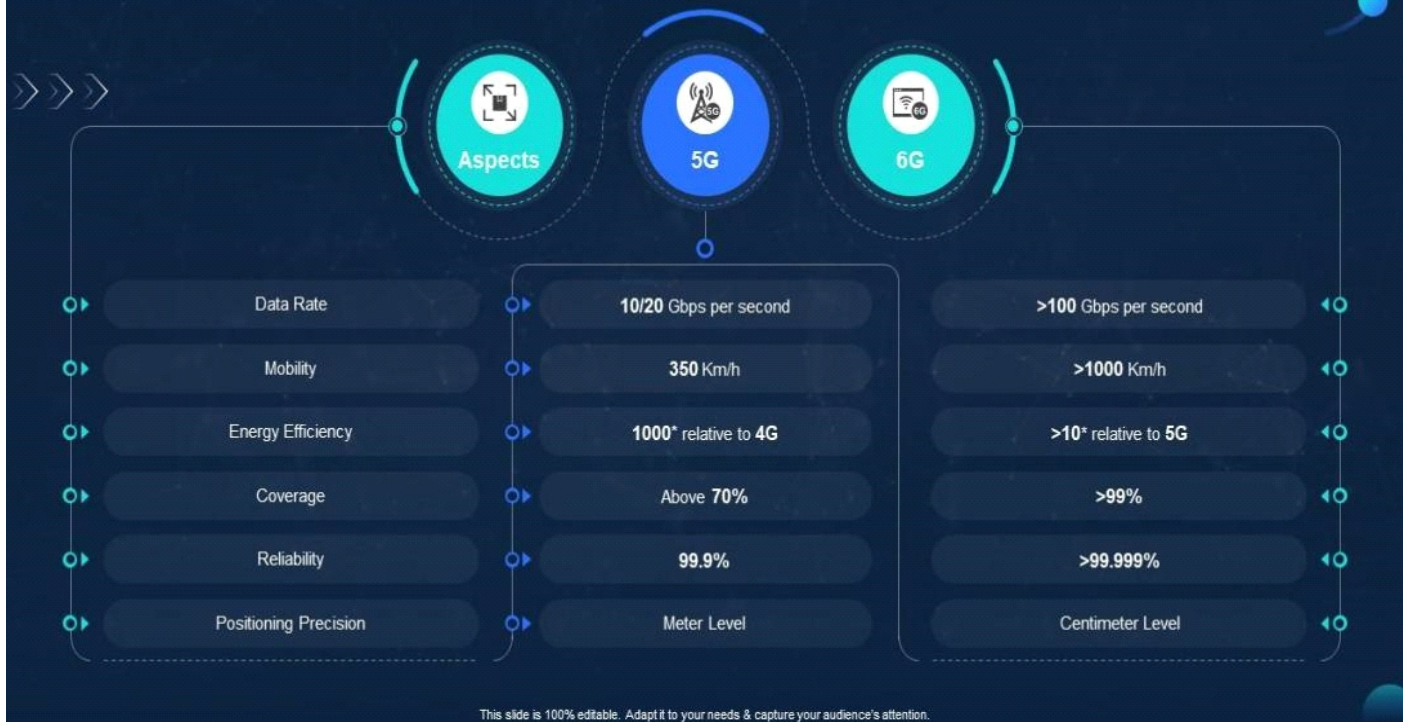 Aspects
5G
5G
6G
6G
Data Rate
10/20 Gbps per second
>100 Gbps per second
Mobility
350 Km/h
>1000 Km/h
Energy Efficiency
1000* relative to 4G
>10* relative to 5G
Coverage
Above 70%
>99%
Reliability
99.9%
>99.999%
Positioning Precision
Meter Level
Centimeter Level
This slide is 100% editable. Adapt it to your needs & capture your audience's attention.